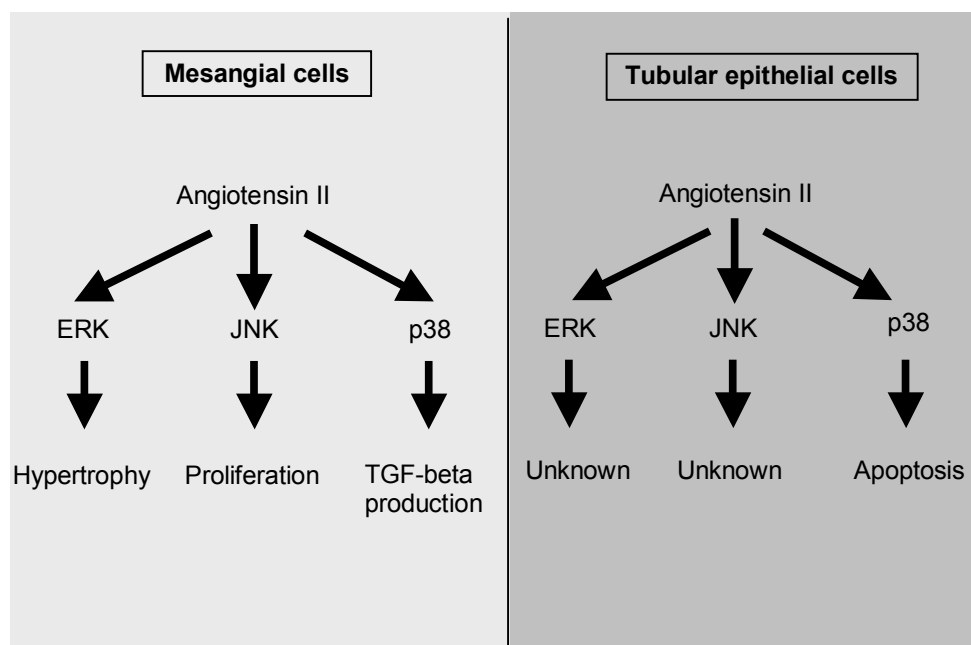 Mesangial cells
Angiotensin II
ERK
JNK
p38
Hypertrophy
Proliferation
TGF-beta
production
Tubular epithelial cells
Angiotensin II
ERK
JNK
p38
Unknown
Unknown
Apoptosis